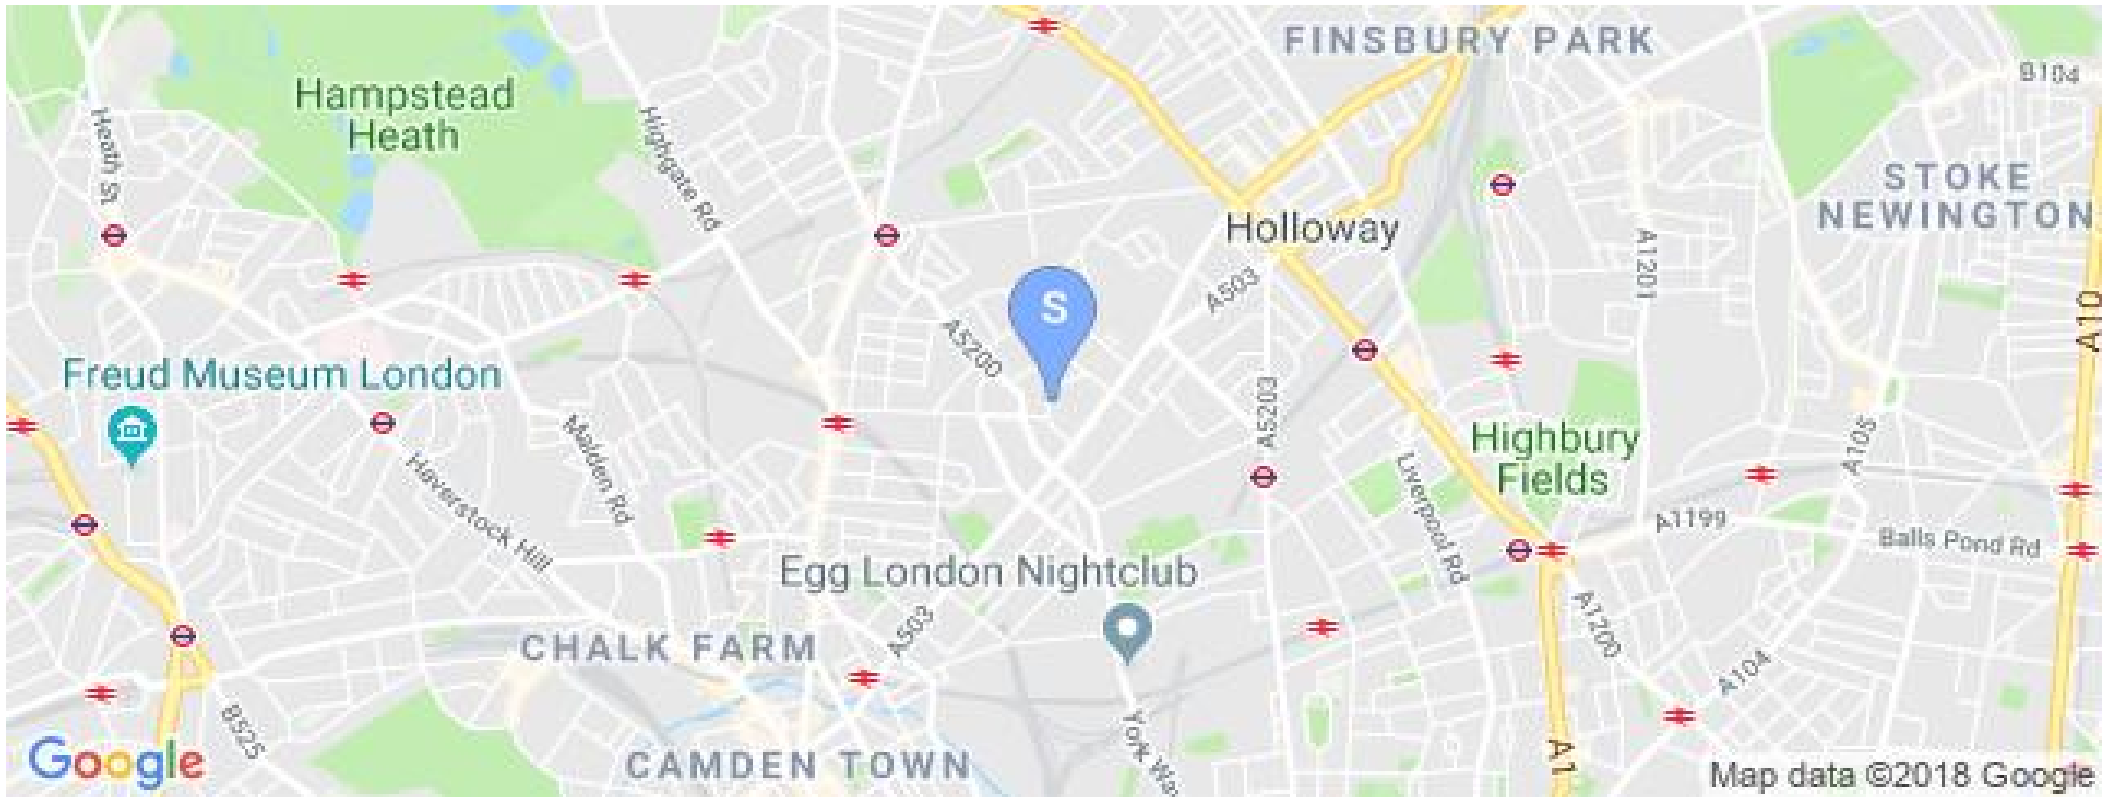 FINSBURY PARK
B104
Hampstead
Heath
Heath St
Highgate Rd
STOKE
NEWINGTON
Holloway
A1201
A503
S
A10
A5200
Freud Museum London
A5203
Malden Rd
Highbury
Fields
A105
Haverstock Hill
Liverpool Rd
A1199
Balls Pond Rd
Egg London Nightclub
A503
A1200
CHALK FARM
A104
B525
York Wa
A1
CAMDEN TOWN
Google
Map data ©2018 Google